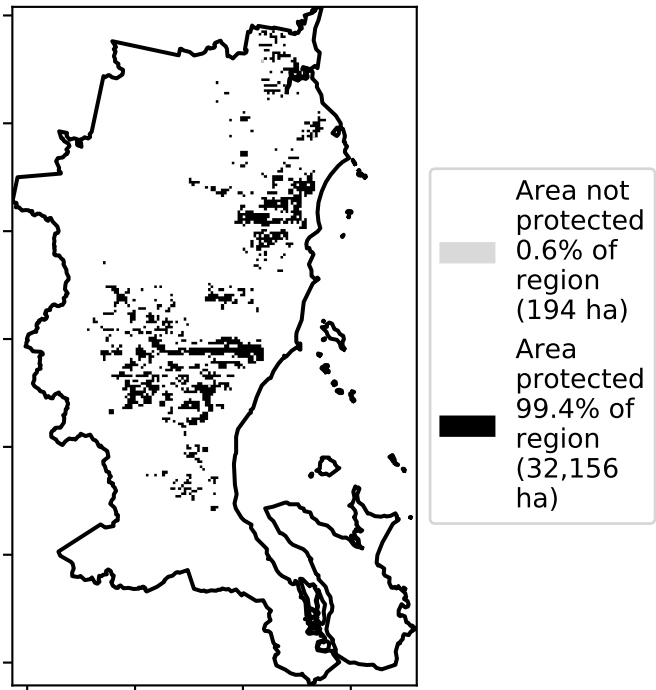 Area not
protected
0.6% of
region
(194 ha)
Area
protected
99.4% of
region
(32,156
ha)